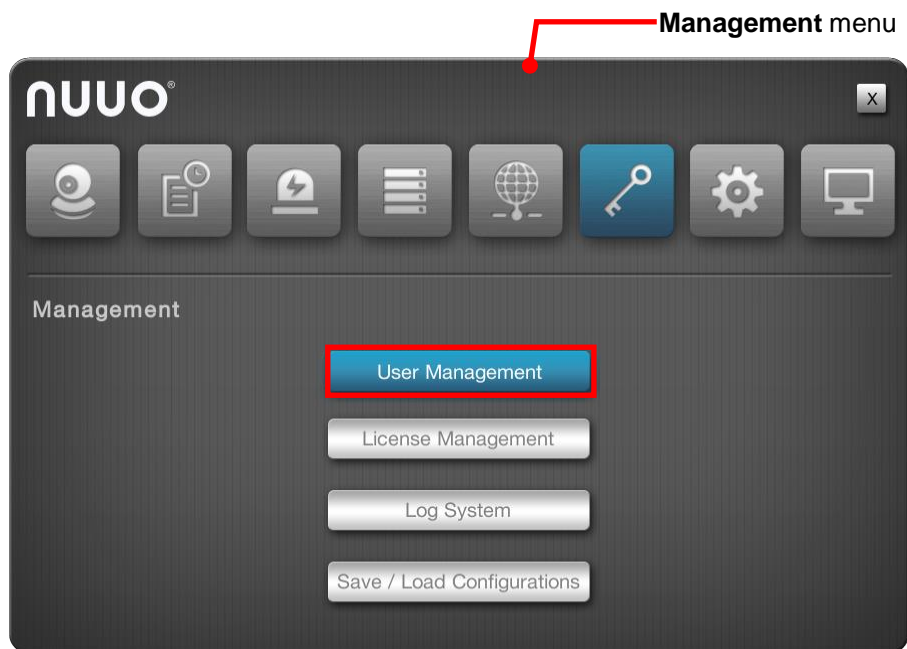 Management menu
nuuo®
X
Management
User Management
License Management
Log System
Save / Load Configurations